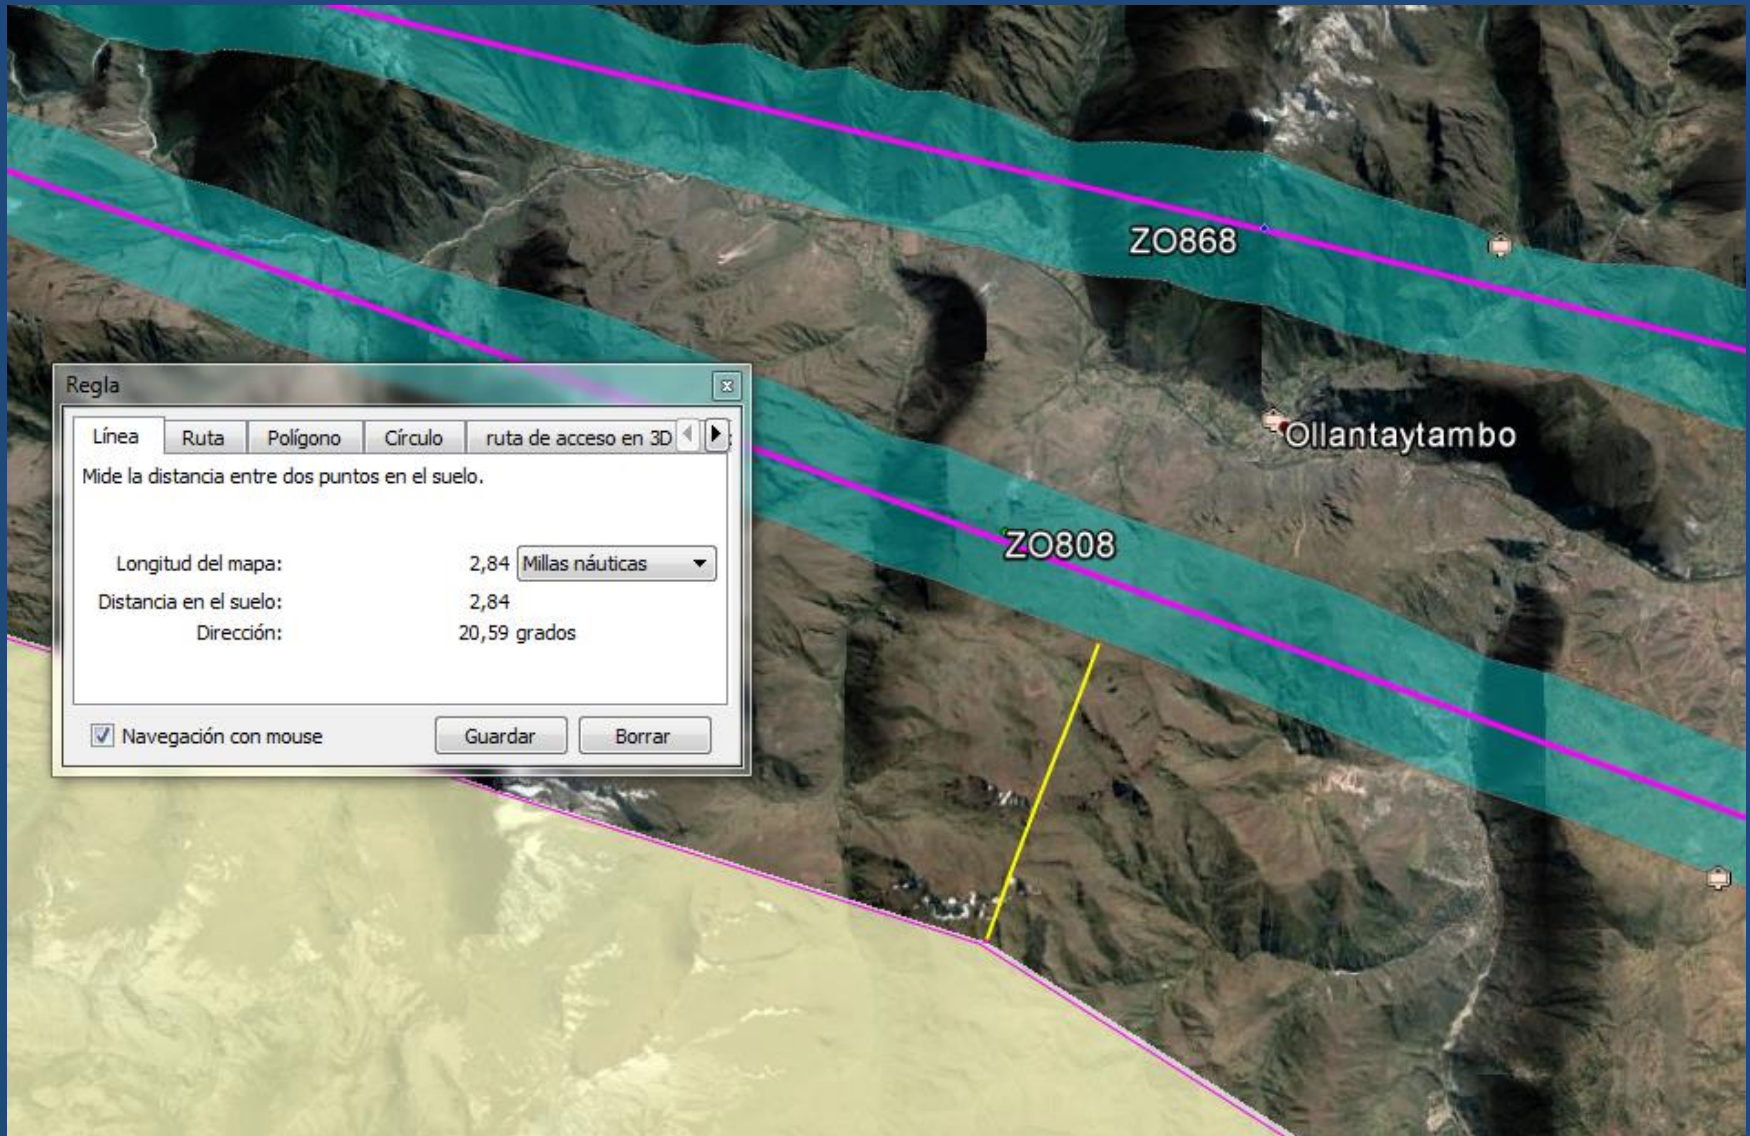 ZO868
Regla
Línea Ruta Polígono Círculo ruta de acceso en 3D
Ollantaytambo
Mide la distancia entre dos puntos en el suelo.
ZO808
Longitud del mapa: 2,84 Millas náuticas
Distancia en el suelo: 2,84
Dirección: 20,59 grados
Navegación con mouse Guardar Borrar